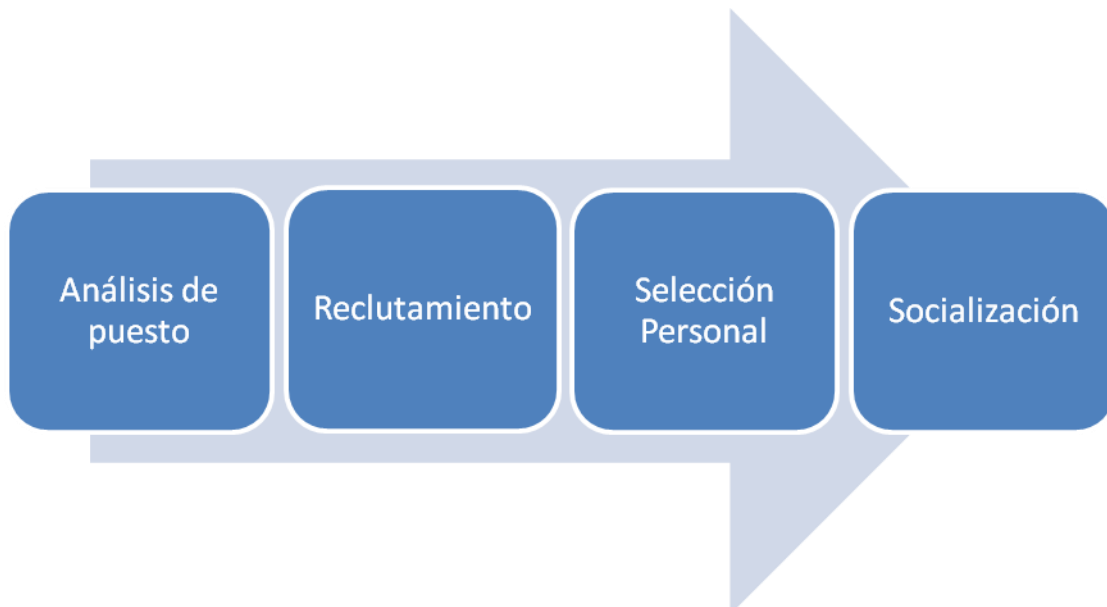 Análisis de
puesto
Reclutamiento
Selección
Personal
Socialización